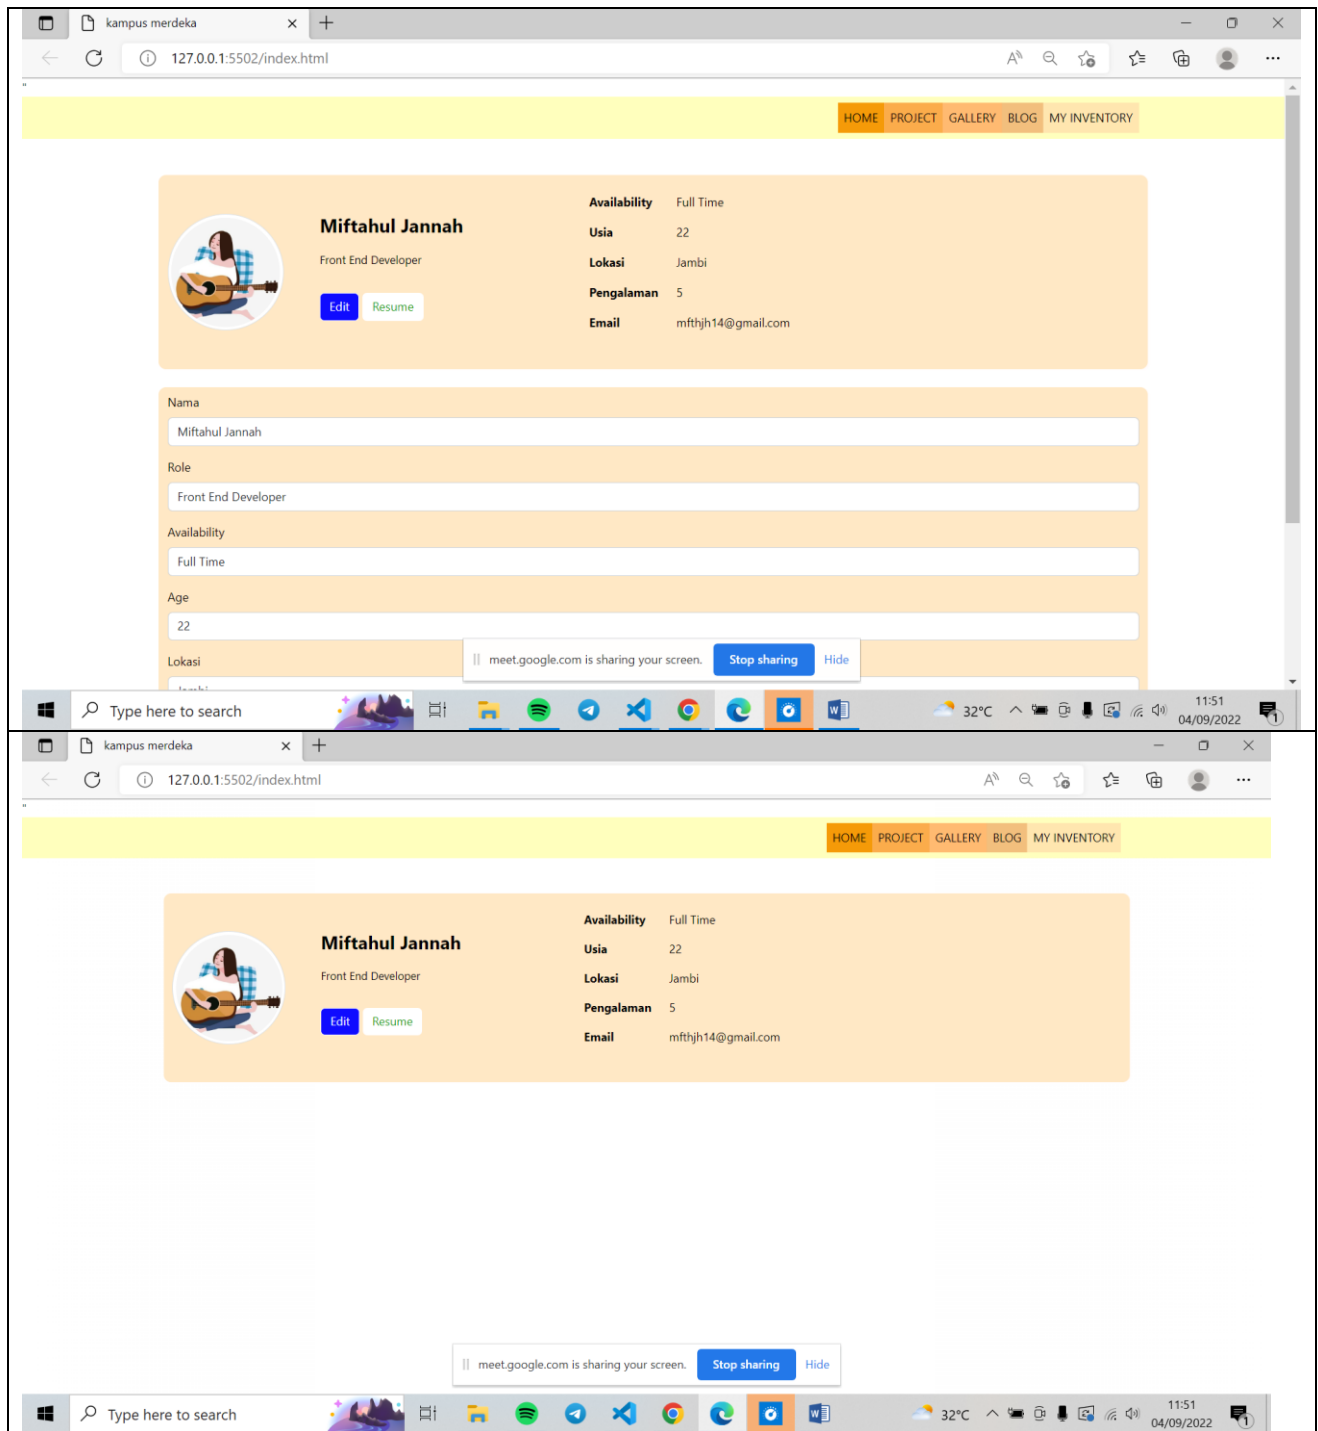 kampus merdeka
127.0.0.1:5502/index.html
"
HOME PROJECT GALLERY BLOG MY INVENTORY
Miftahul Jannah
Front End Developer
Edit Resume
Availability Full Time
Usia 22
Lokasi Jambi
Pengalaman 5
Email mfthjh14@gmail.com
Nama
Miftahul Jannah
Role
Front End Developer
Availability
Full Time
Age
22
Lokasi
Jambi
meet.google.com is sharing your screen. Stop sharing Hide
Type here to search
32°C
11:51
04/09/2022
1
kampus merdeka
127.0.0.1:5502/index.html
"
HOME PROJECT GALLERY BLOG MY INVENTORY
Miftahul Jannah
Front End Developer
Edit Resume
Availability Full Time
Usia 22
Lokasi Jambi
Pengalaman 5
Email mfthjh14@gmail.com
meet.google.com is sharing your screen. Stop sharing Hide
Type here to search
32°C
11:51
04/09/2022
1